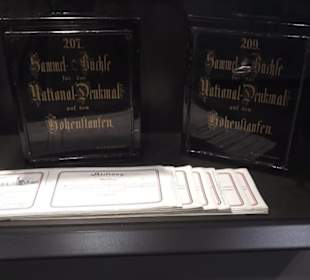 207.
Sammel-Büchse
für das
National-Denkmal
auf dem
Hohenstaufen
209.
Sammel-Büchse
für das
National-Denkmal
auf dem
Hohenstaufen